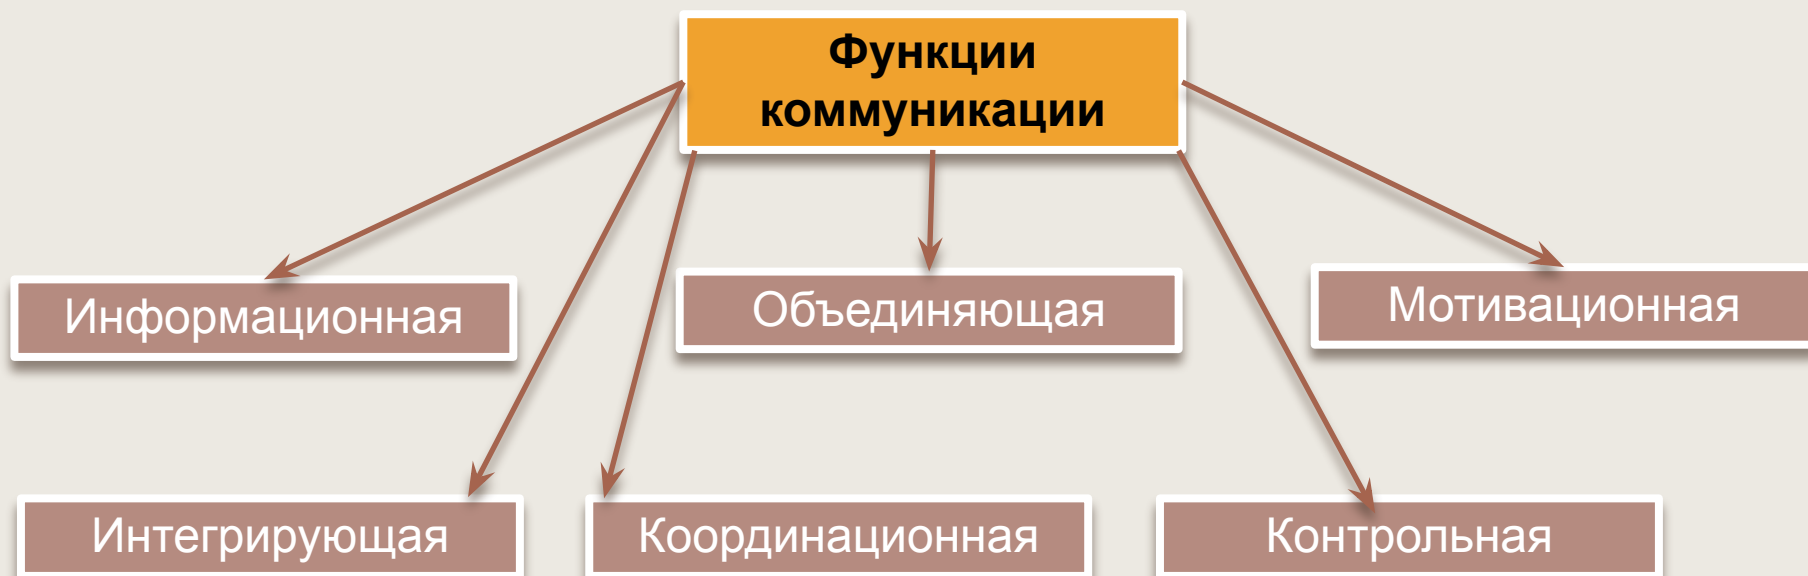 Функции
коммуникации
Информационная
Объединяющая
Мотивационная
Интегрирующая
Координационная
Контрольная